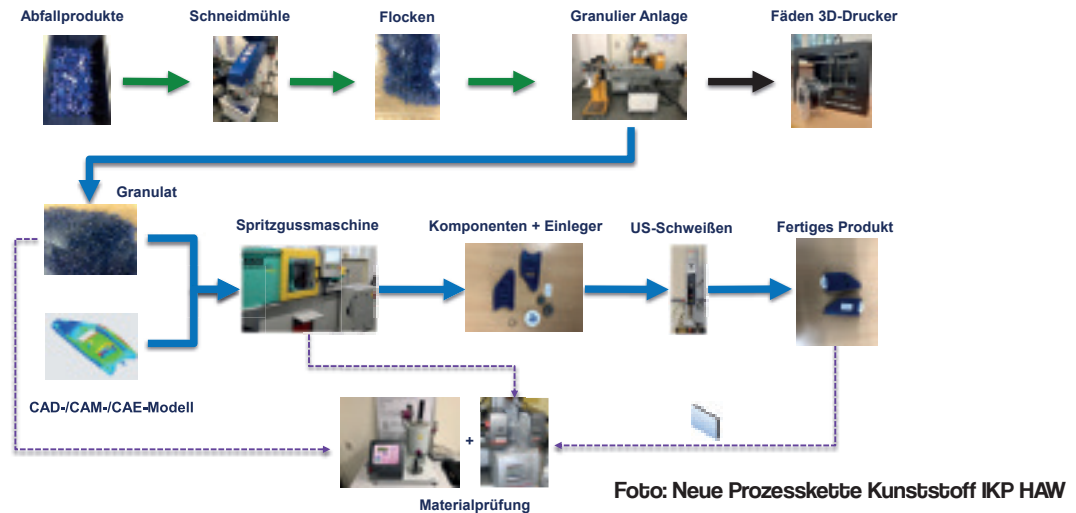 Abfallprodukte
Schneidmühle
Flocken
Granulier Anlage
Fäden 3D-Drucker
Granulat
Spritzgussmaschine
Komponenten + Einleger
US-Schweißen
Fertiges Produkt
CAD-/CAM-/CAE-Modell
+
Materialprüfung
Foto: Neue Prozesskette Kunststoff IKP HAW